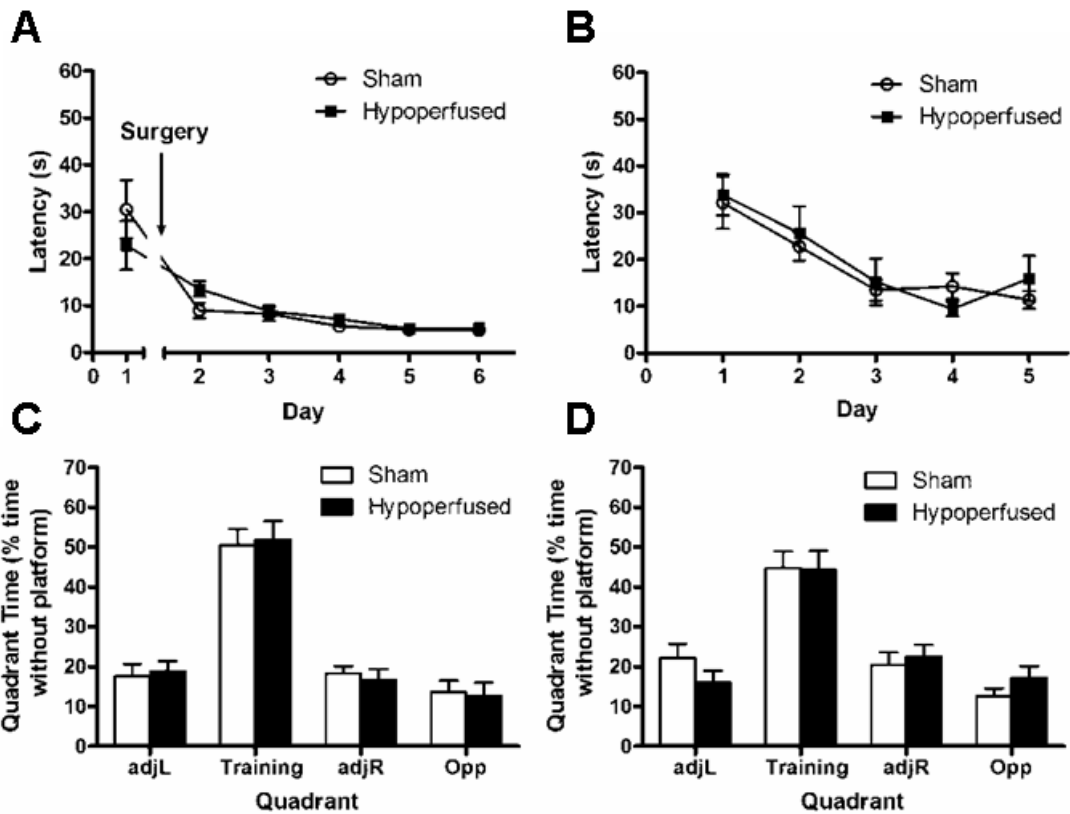 A
60
50
40
30
20
10
0
Latency (s)
Sham
Hypoperfused
Surgery
0 1 2 3 4 5 6
Day
B
60
50
40
30
20
10
0
Latency (s)
Sham
Hypoperfused
0 1 2 3 4 5
Day
C
70
60
50
40
30
20
10
0
Quadrant Time (% time
without platform)
Sham
Hypoperfused
adjL Training adjR Opp
Quadrant
D
70
60
50
40
30
20
10
0
Quadrant Time (% time
without platform)
Sham
Hypoperfused
adjL Training adjR Opp
Quadrant